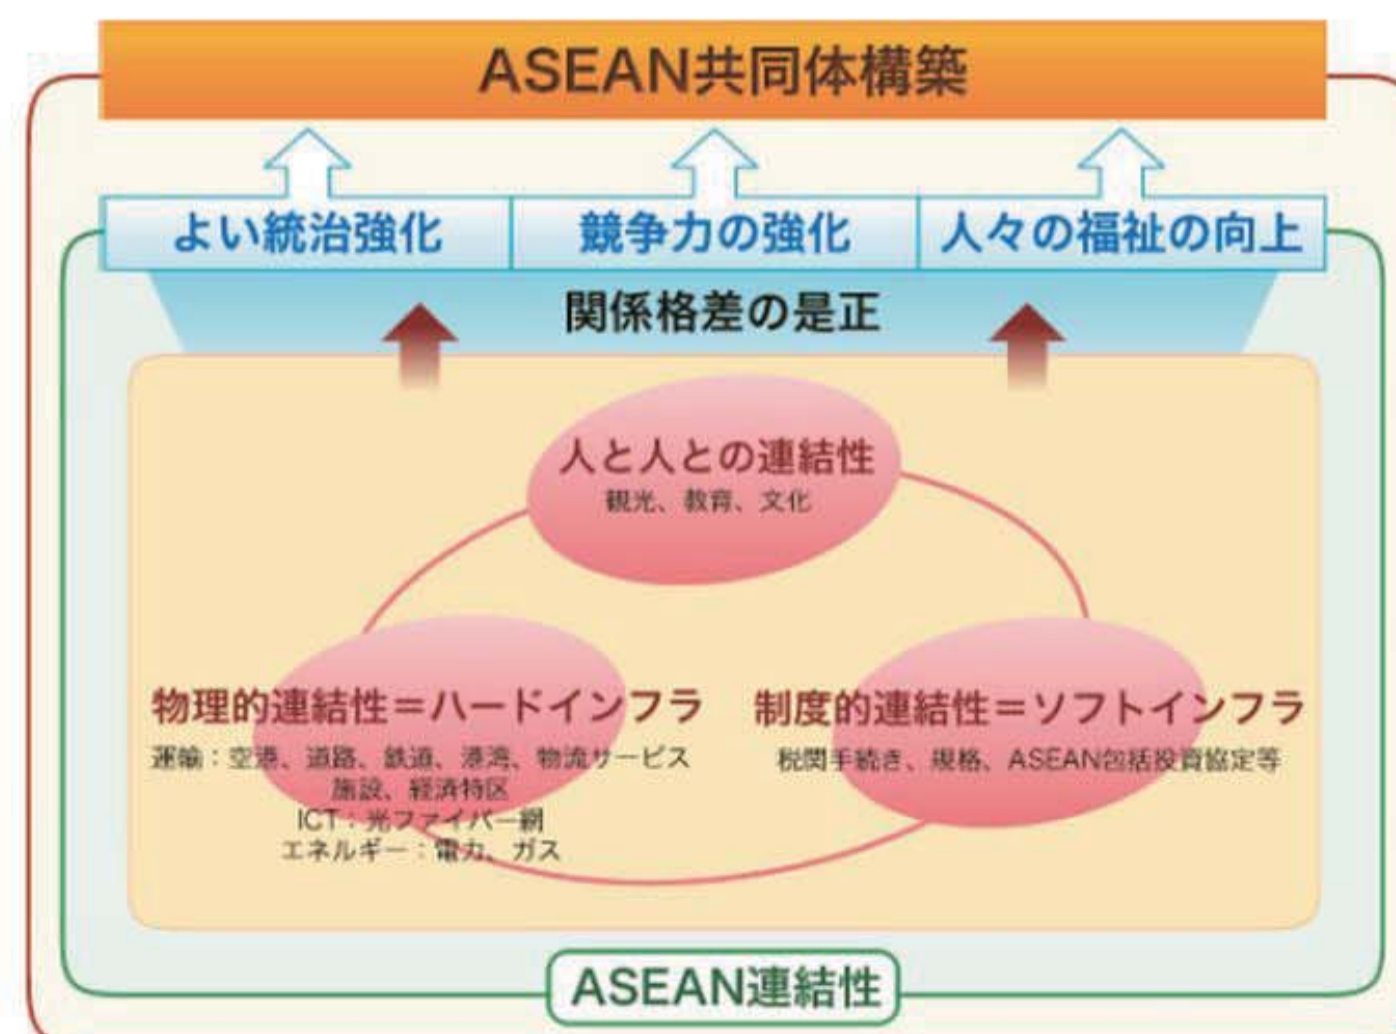 ASEAN共同体構築
よい統治強化
競争力の強化
人々の福祉の向上
関係格差の是正
人と人との連結性
観光、教育、文化
物理的連結性＝ハードインフラ
運輸：空港、道路、鉄道、港湾、物流サービス
施設、経済特区
ICT：光ファイバー網
エネルギー：電力、ガス
制度的連結性＝ソフトインフラ
税関手続き、規格、ASEAN包括投資協定等
ASEAN連結性